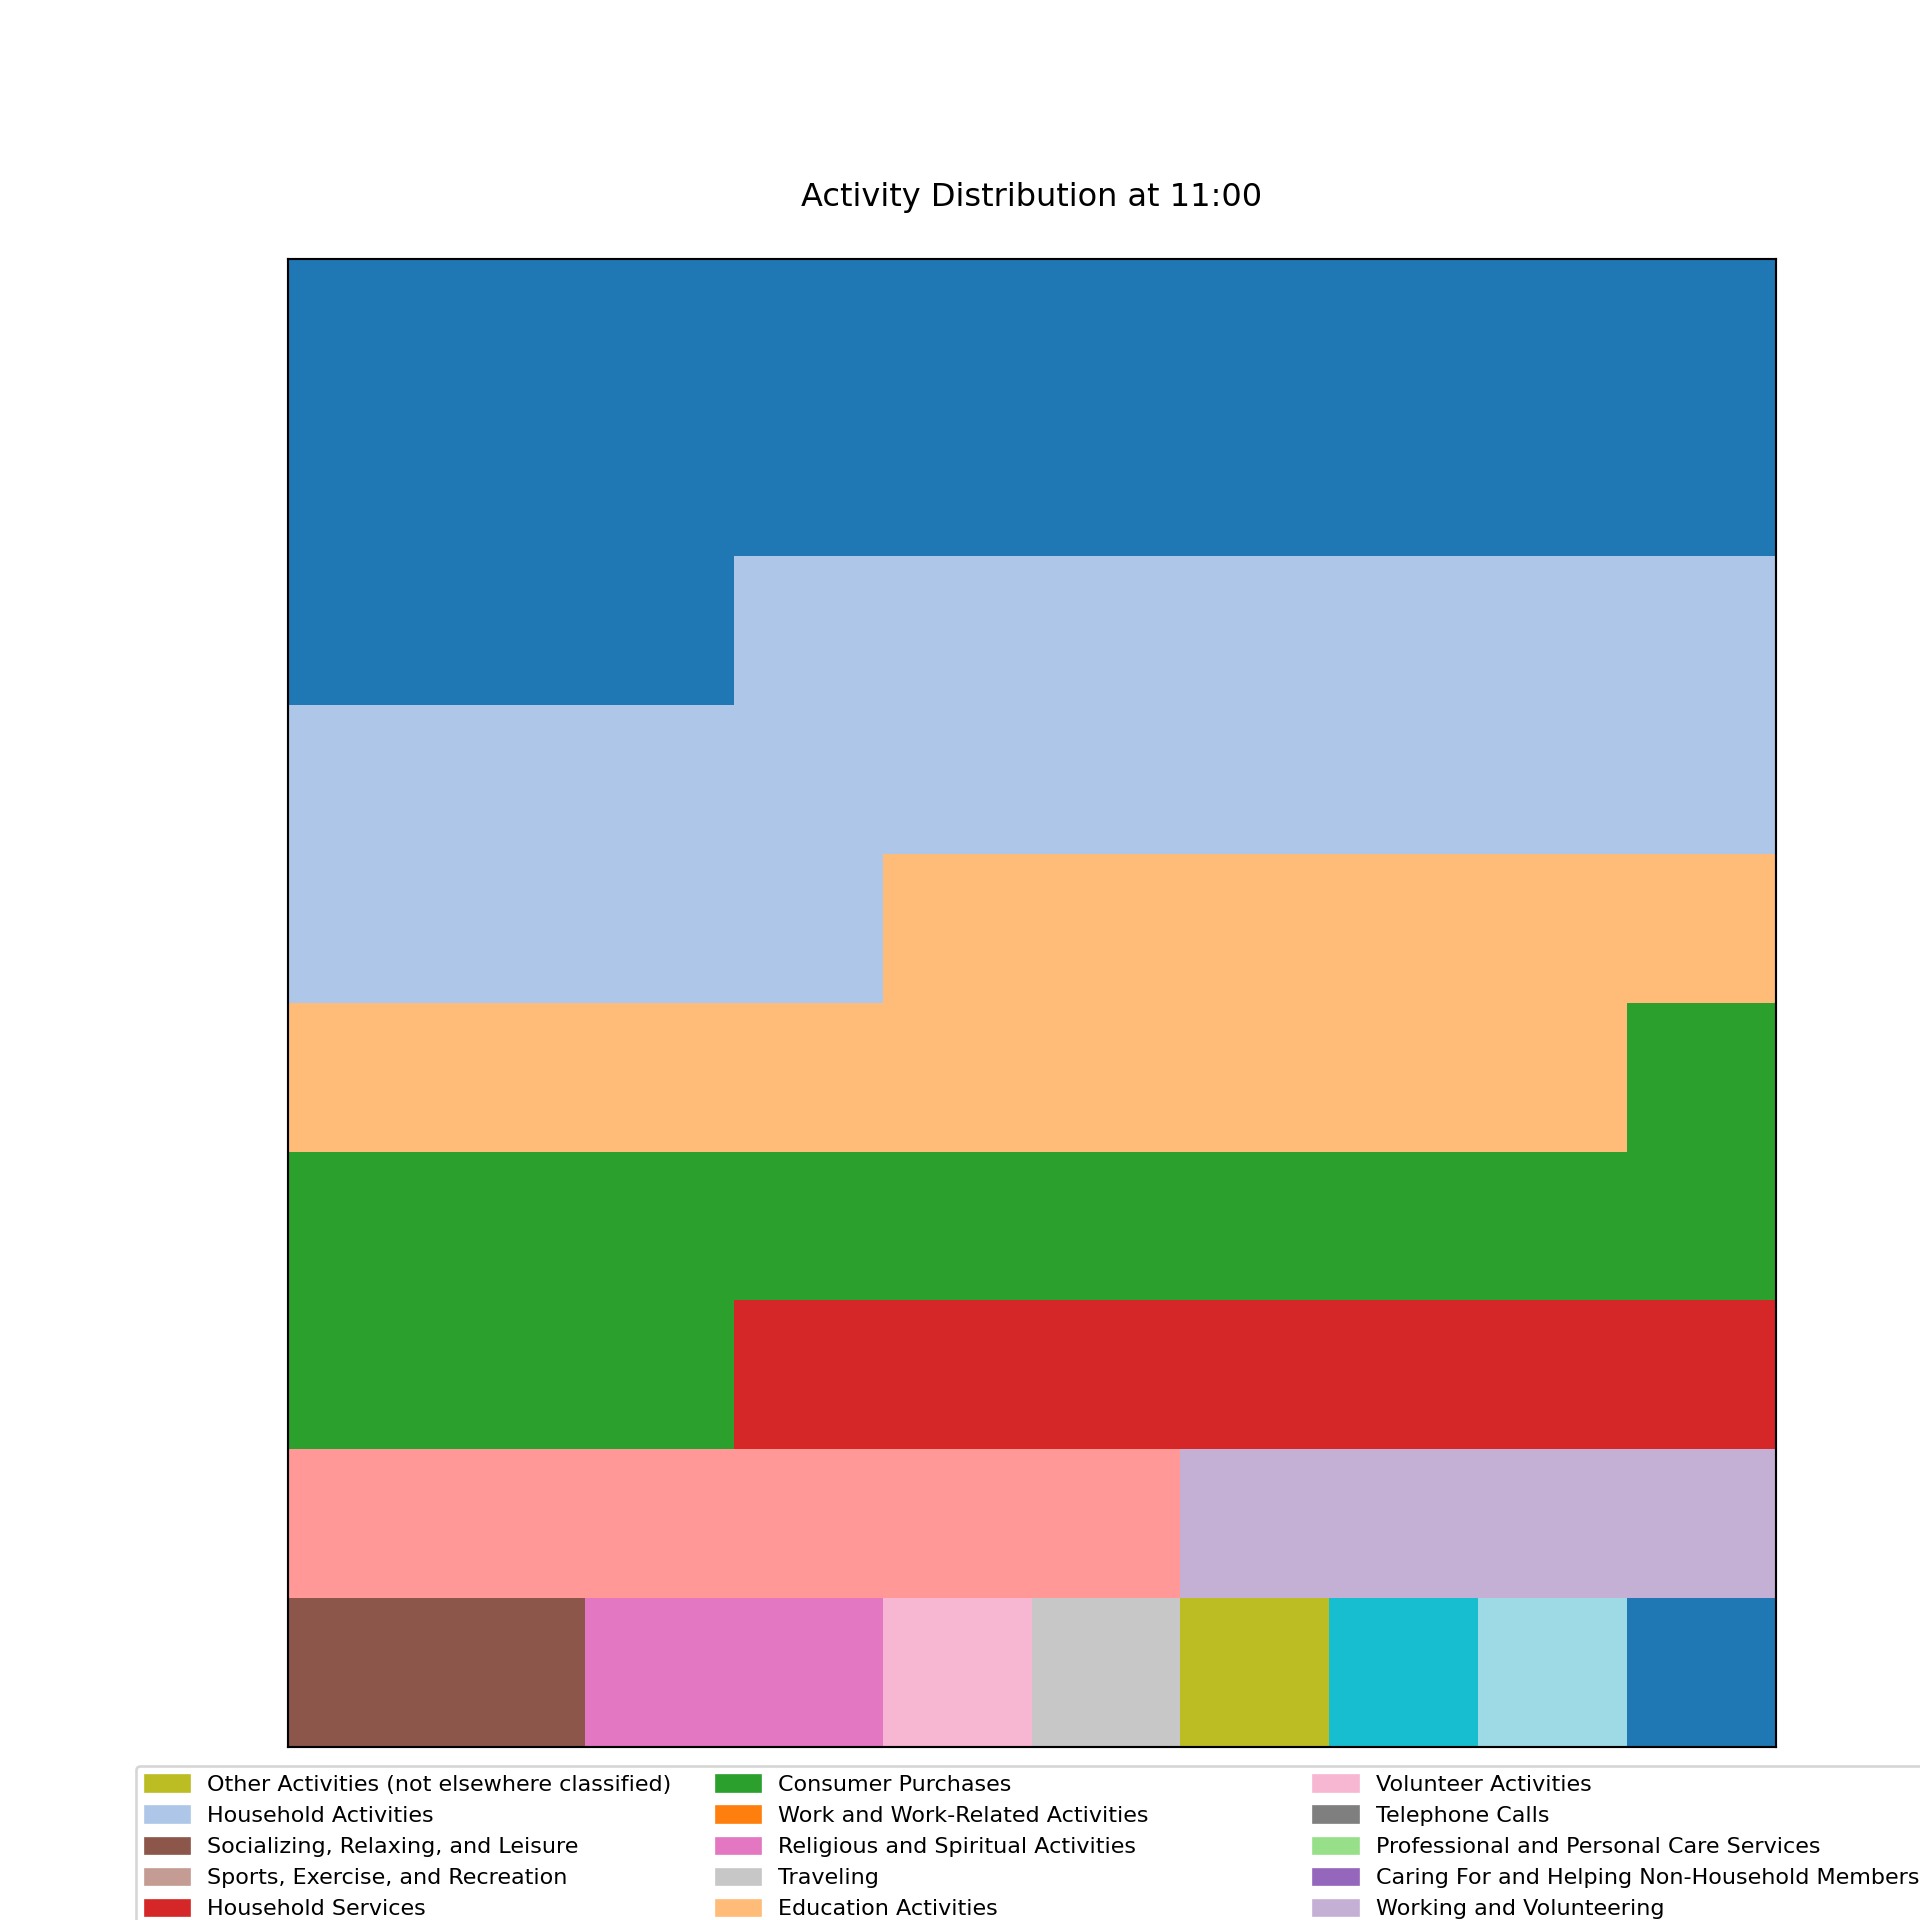 Activity Distribution at 11:00
Other Activities (not elsewhere classified)
Household Activities
Socializing, Relaxing, and Leisure
Sports, Exercise, and Recreation
Household Services
Consumer Purchases
Work and Work-Related Activities
Religious and Spiritual Activities
Traveling
Education Activities
Volunteer Activities
Telephone Calls
Professional and Personal Care Services
Caring For and Helping Non-Household Members
Working and Volunteering